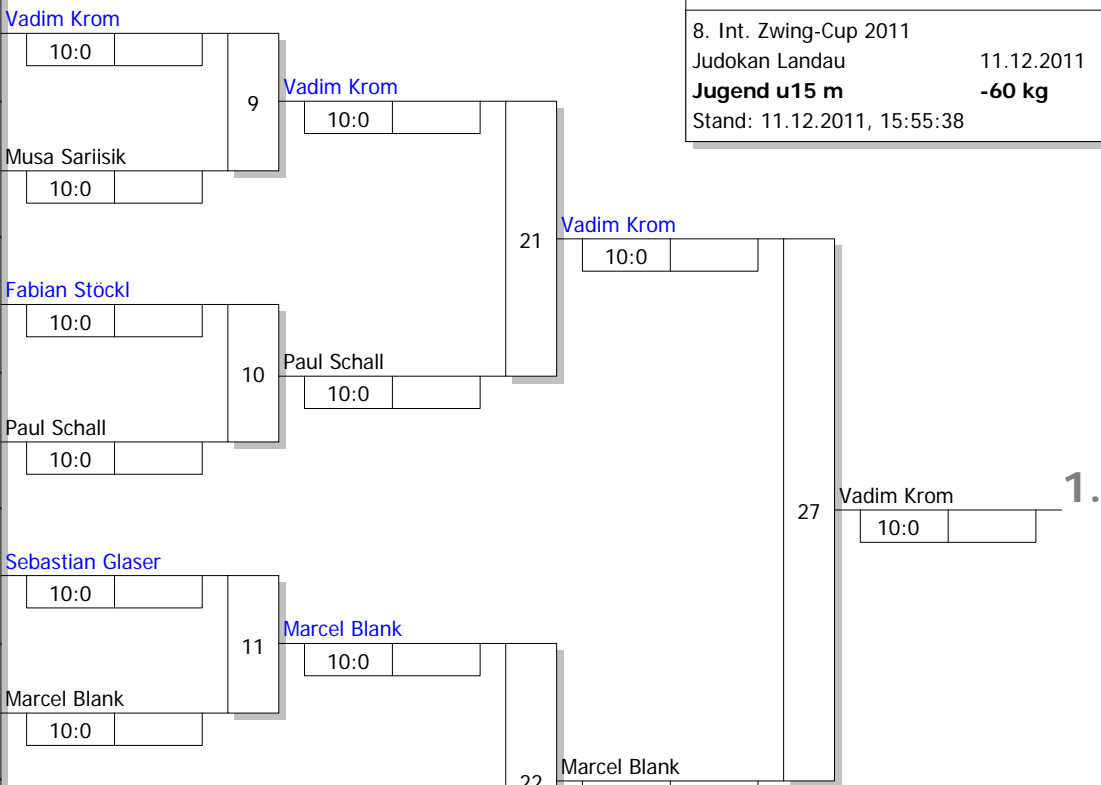 Vadim Krom
10:0
9
Musa Sariisik
10:0
Vadim Krom
10:0
Fabian Stöckl
10:0
10
Paul Schall
10:0
Paul Schall
10:0
21
Vadim Krom
10:0
Sebastian Glaser
10:0
11
Marcel Blank
10:0
Marcel Blank
10:0
22
Marcel Blank
27
Vadim Krom
10:0
1.
8. Int. Zwing-Cup 2011
Judokan Landau 11.12.2011
Jugend u15 m -60 kg
Stand: 11.12.2011, 15:55:38